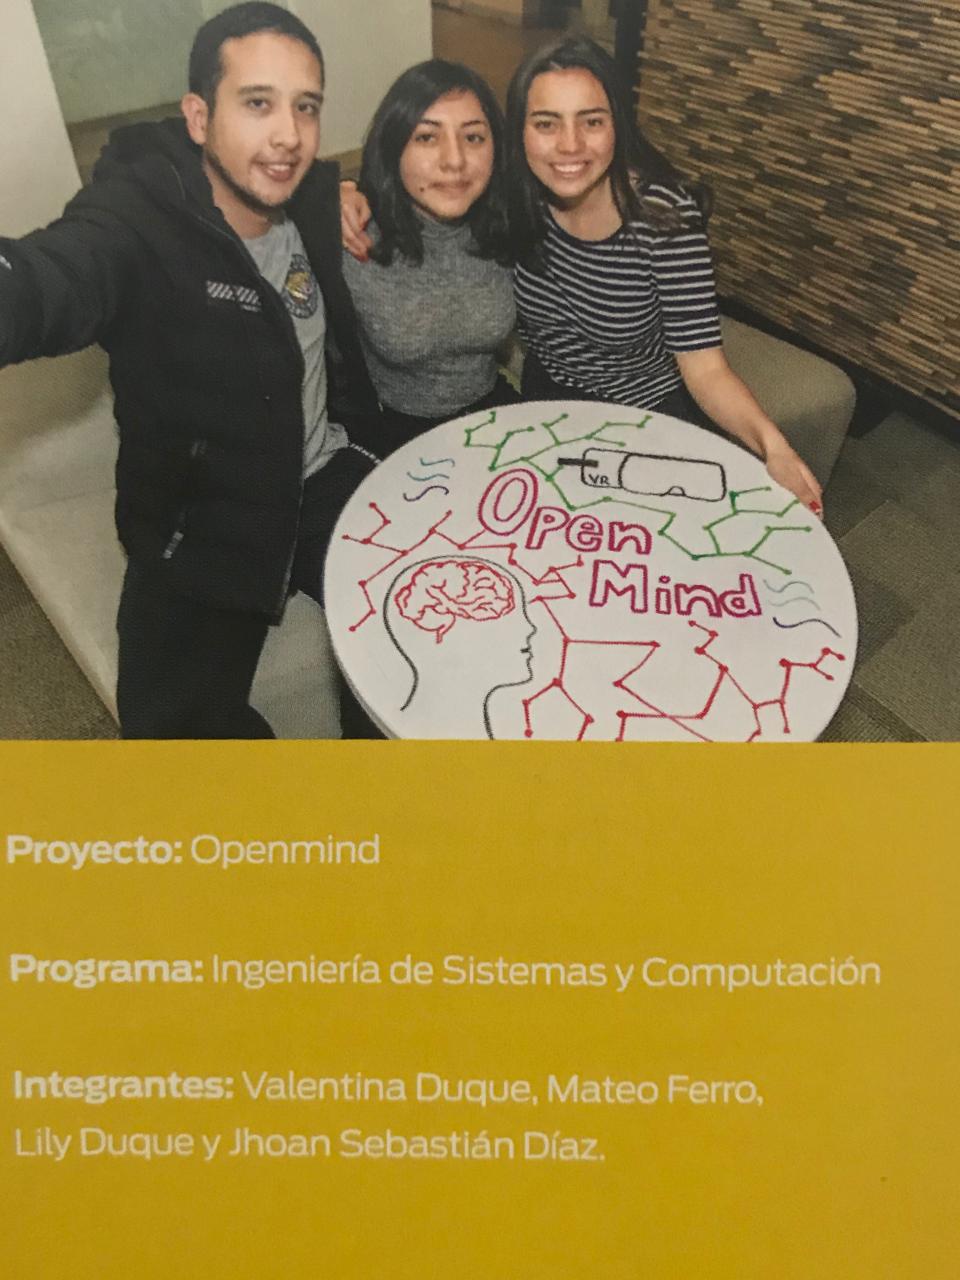 VR
Open
Mind
Proyecto: Openmind
Programa: Ingeniería de Sistemas y Computación
Integrantes: Valentina Duque, Mateo Ferro,
Lily Duque y Jhoan Sebastián Díaz.